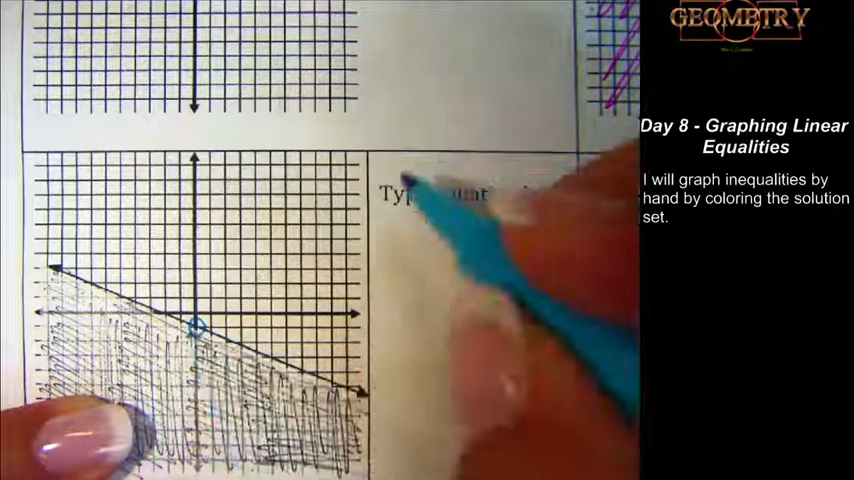 GEOMETRY
Day 8 - Graphing Linear
Equalities
I will graph inequalities by
hand by coloring the solution
set.